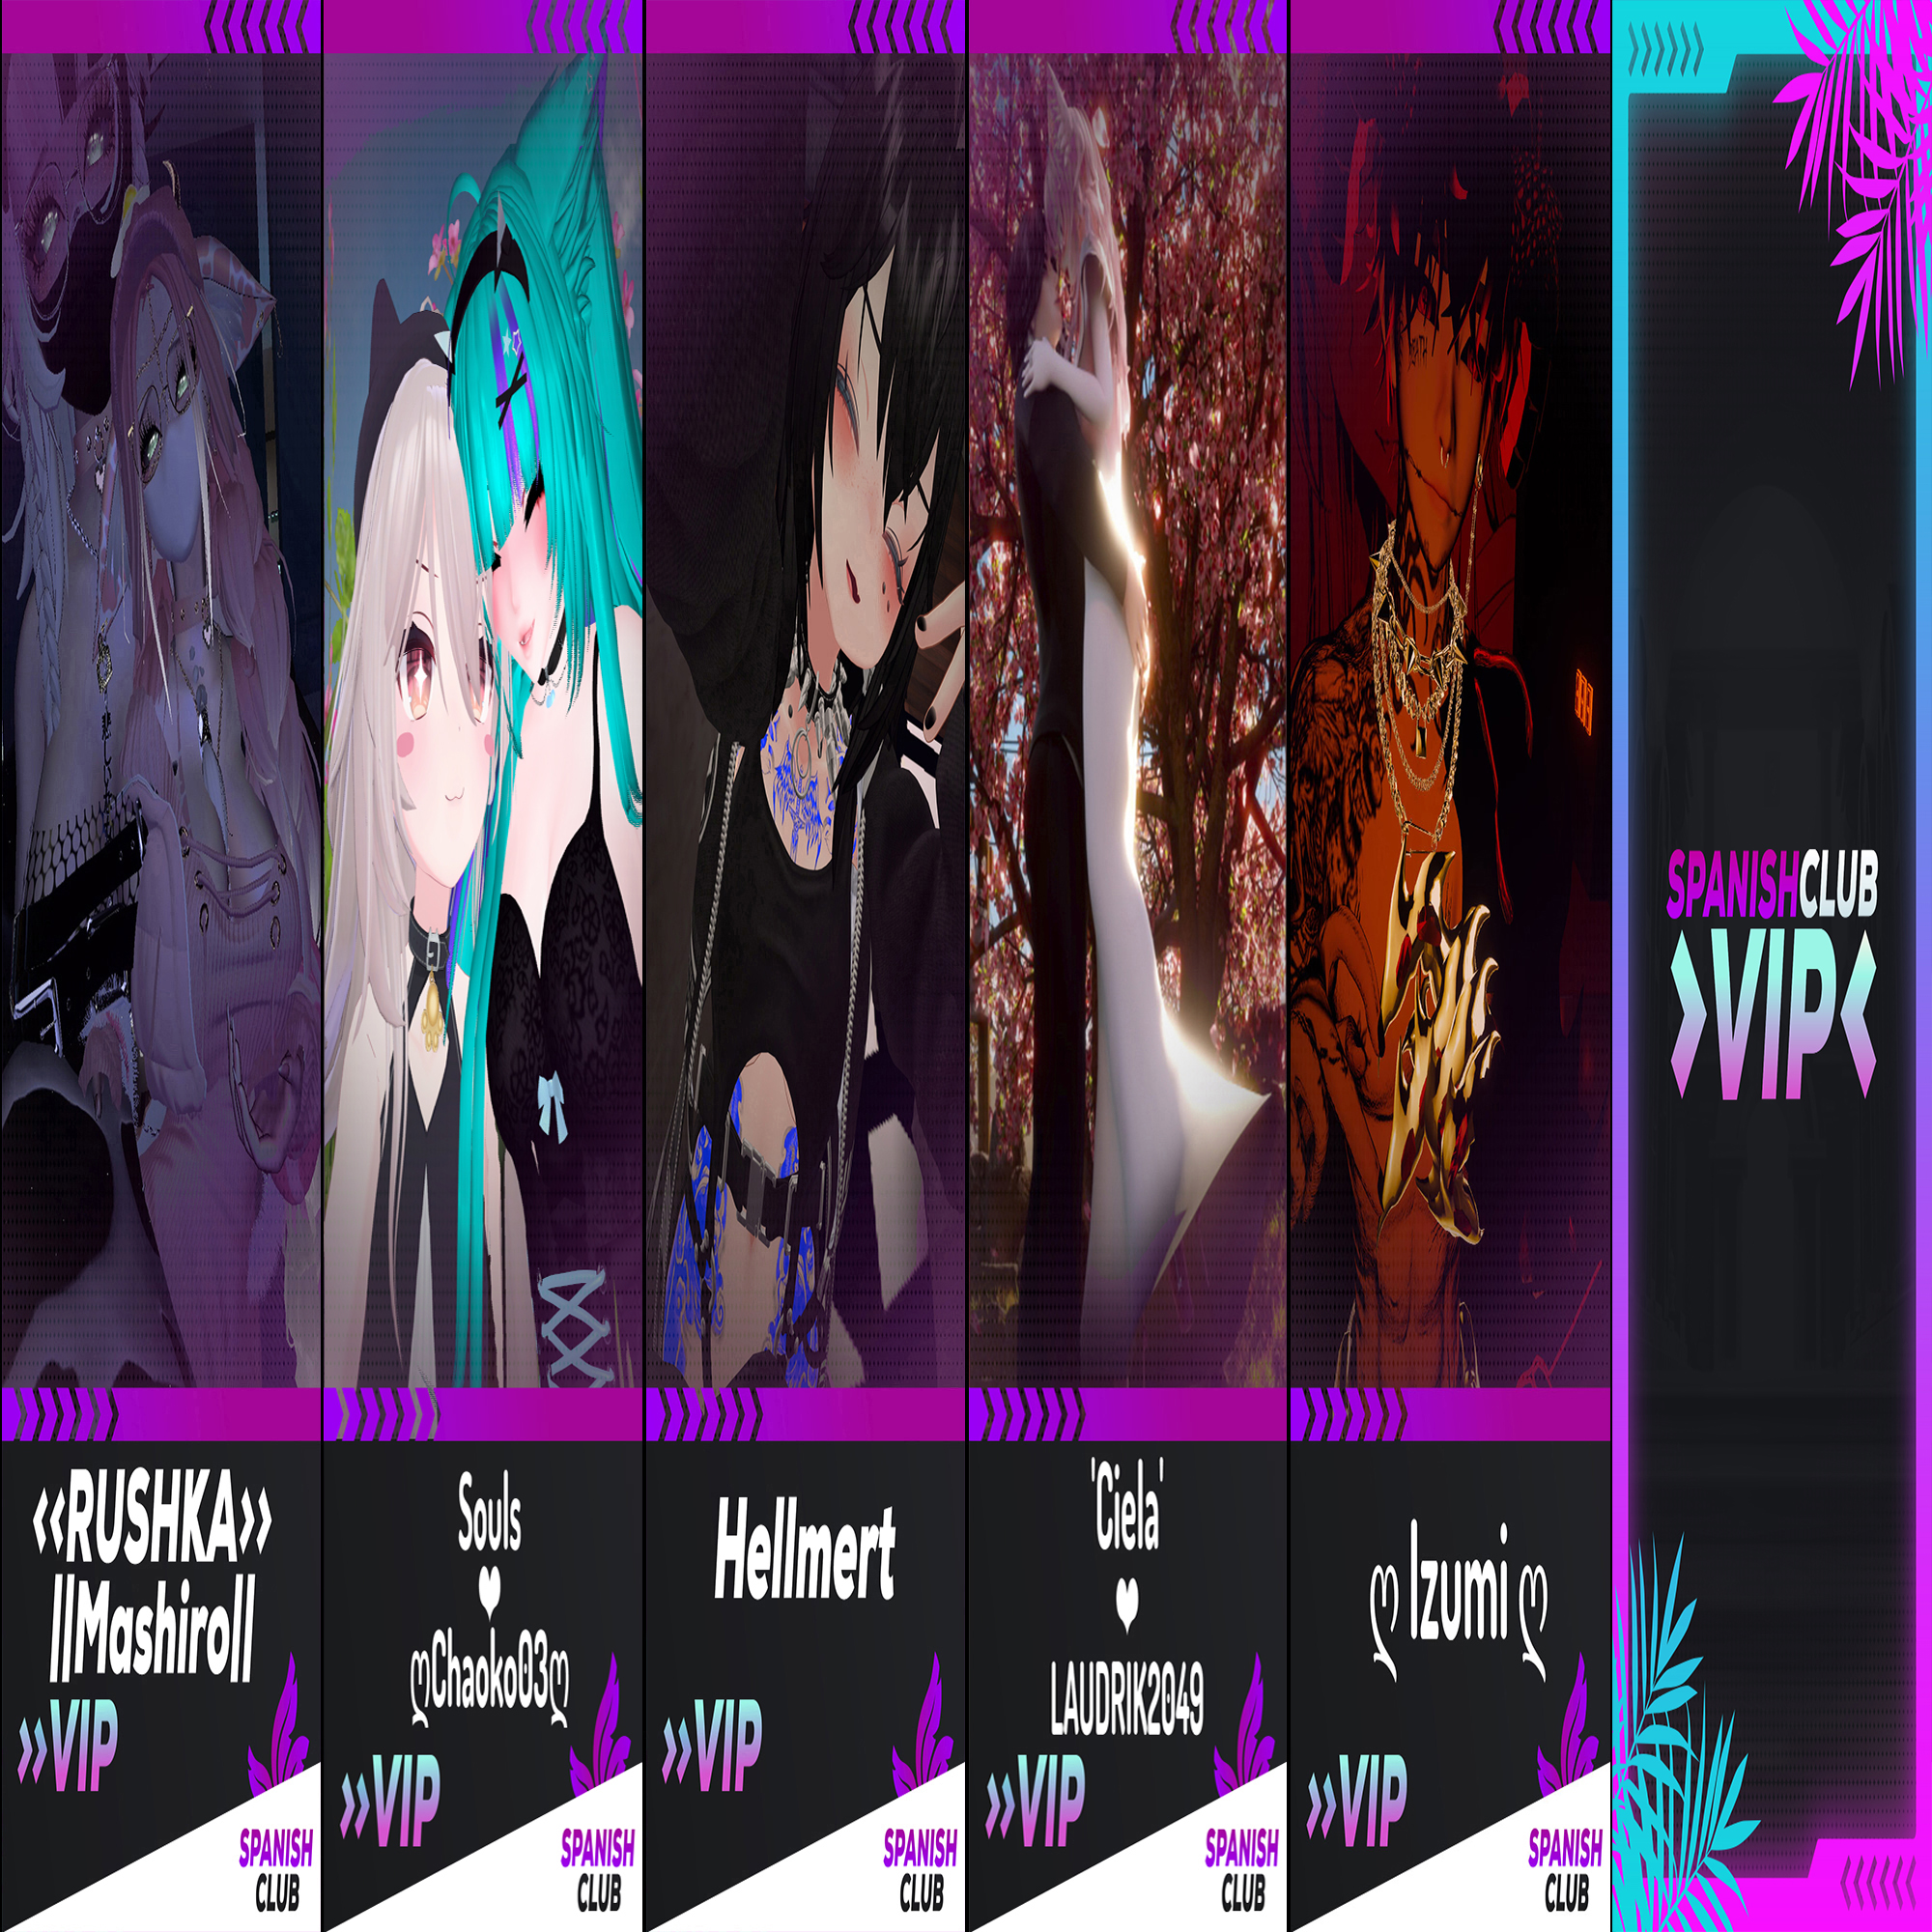 ‹‹RUSHKA››
||Mashiro||
››VIP
SPANISH
CLUB
Souls
❤
ღChaoko03ღ
››VIP
SPANISH
CLUB
Hellmert
››VIP
SPANISH
CLUB
'Ciela'
❤
LAUDRIK2049
››VIP
SPANISH
CLUB
ღ Izumi ღ
››VIP
SPANISH
CLUB
SPANISHCLUB
›VIP‹